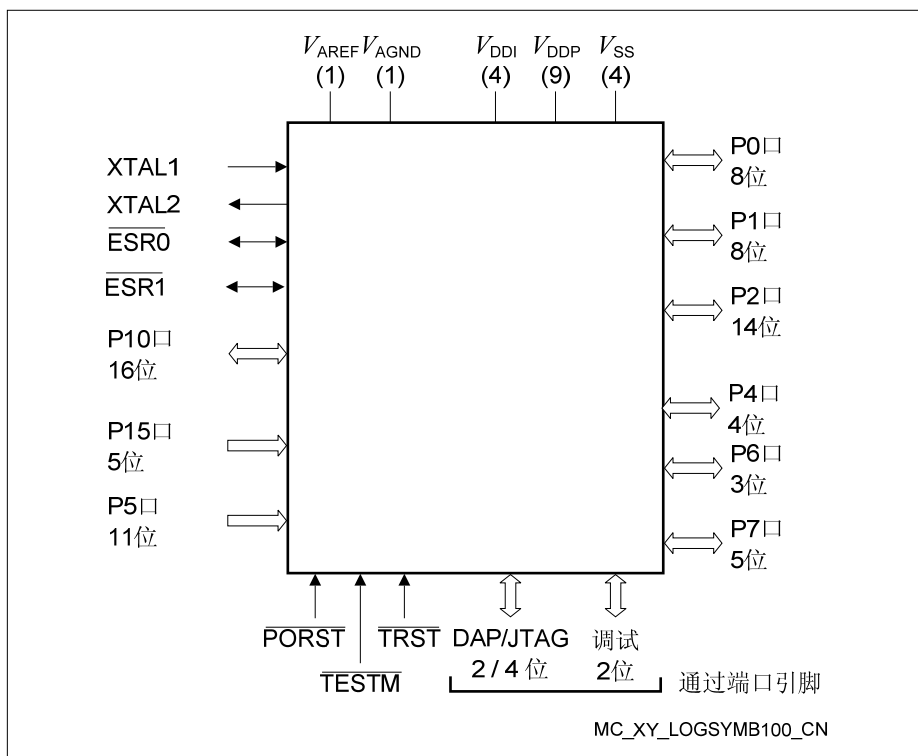 VAREF VAGND VDDI VDDP VSS
(1) (1) (4) (9) (4)
XTAL1
XTAL2
ESR0
ESR1
P10口
16位
P15口
5位
P5口
11位
P0口
8位
P1口
8位
P2口
14位
P4口
4位
P6口
3位
P7口
5位
PORST TRST DAP/JTAG 调试
TESTM 2 / 4 位 2位
通过端口引脚
MC_XY_LOGSYMB100_CN